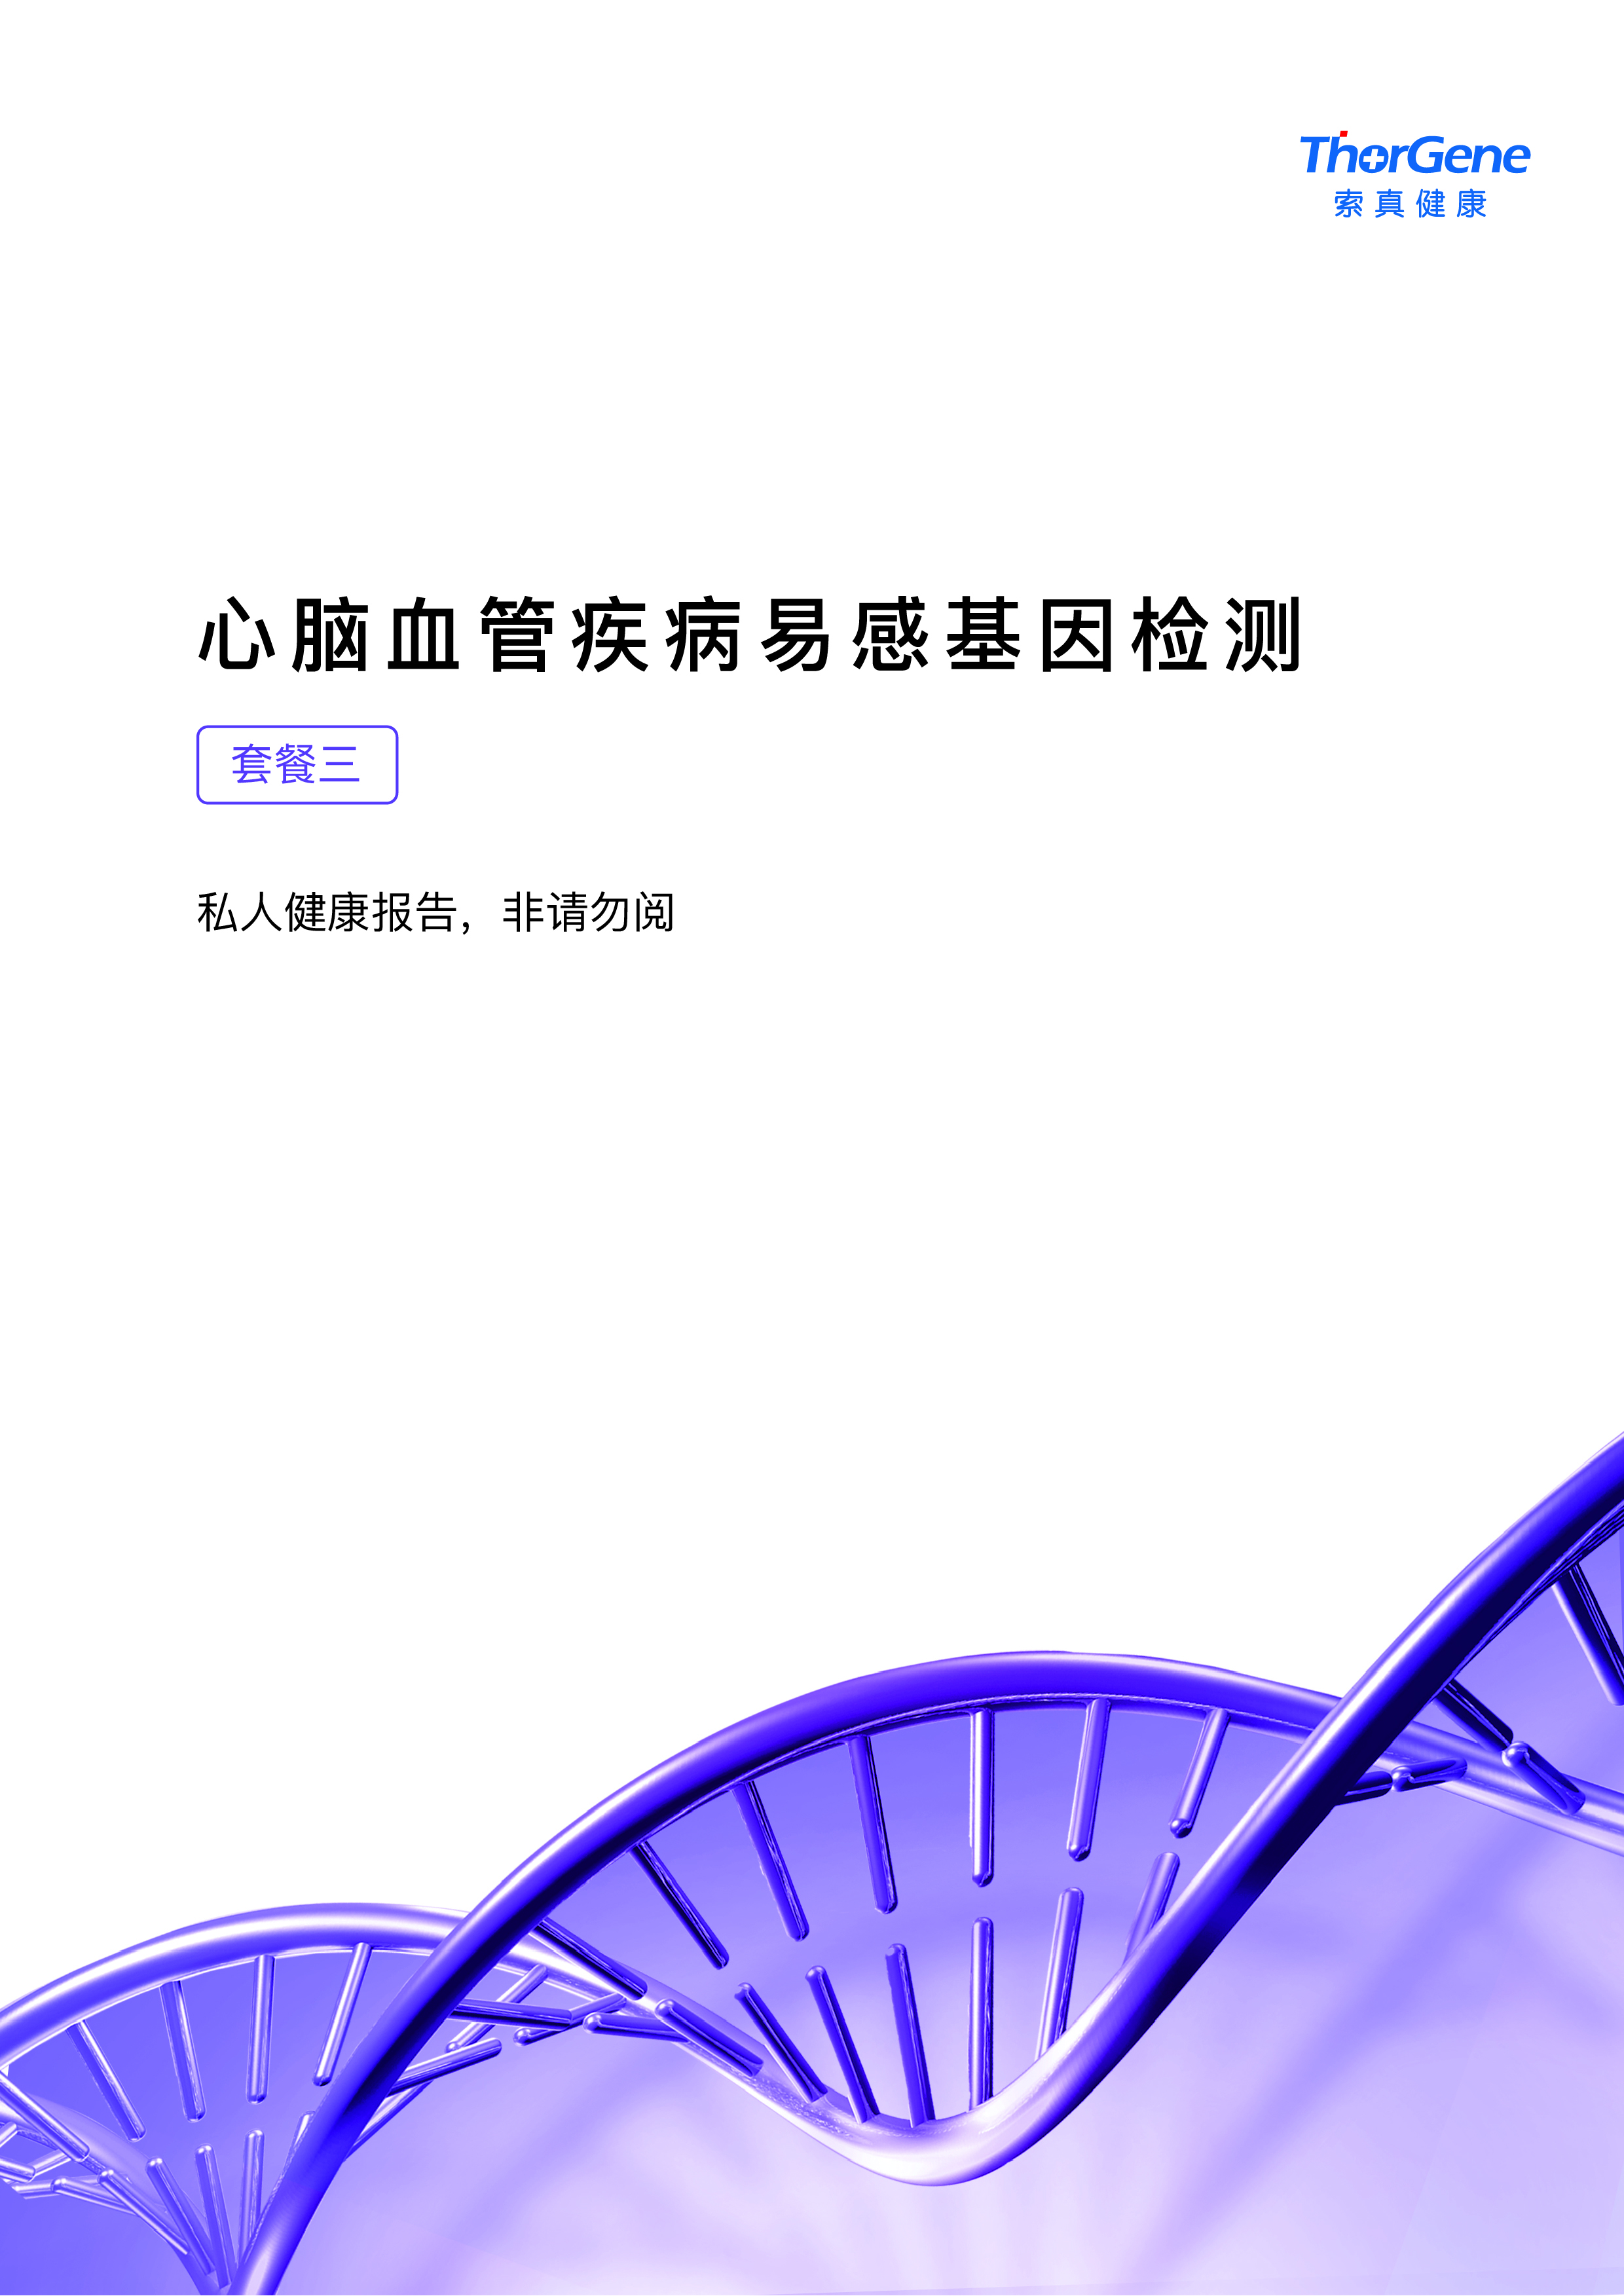 ThorGene
索真健康
心脑血管疾病易感基因检测
套餐三
私人健康报告，非请勿阅